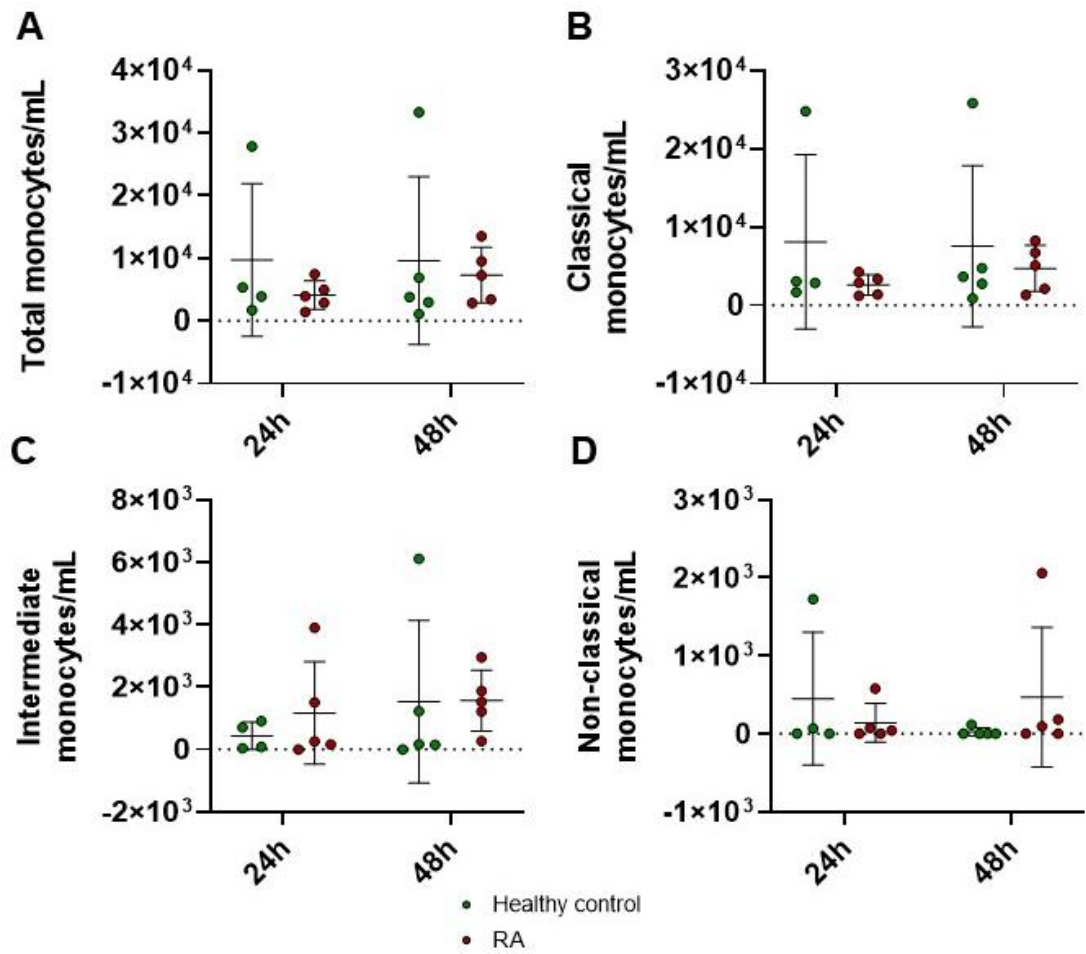 A
Total monocytes/mL
4×10⁴
3×10⁴
2×10⁴
1×10⁴
0
-1×10⁴
24h
48h
B
Classical
monocytes/mL
3×10⁴
2×10⁴
1×10⁴
0
-1×10⁴
24h
48h
C
Intermediate
monocytes/mL
8×10³
6×10³
4×10³
2×10³
0
-2×10³
24h
48h
D
Non-classical
monocytes/mL
3×10³
2×10³
1×10³
0
-1×10³
24h
48h
Healthy control
RA